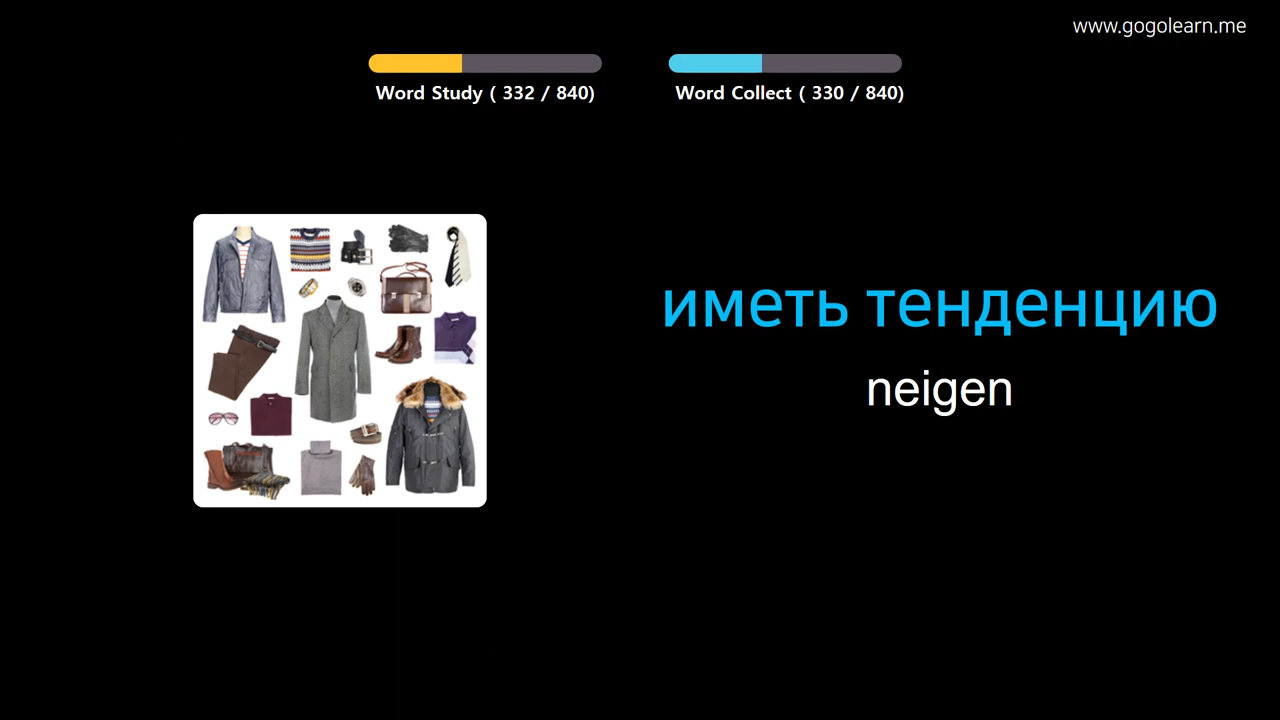 www.gogolearn.me
Word Study ( 332 / 840)
Word Collect ( 330 / 840)
иметь тенденцию
neigen